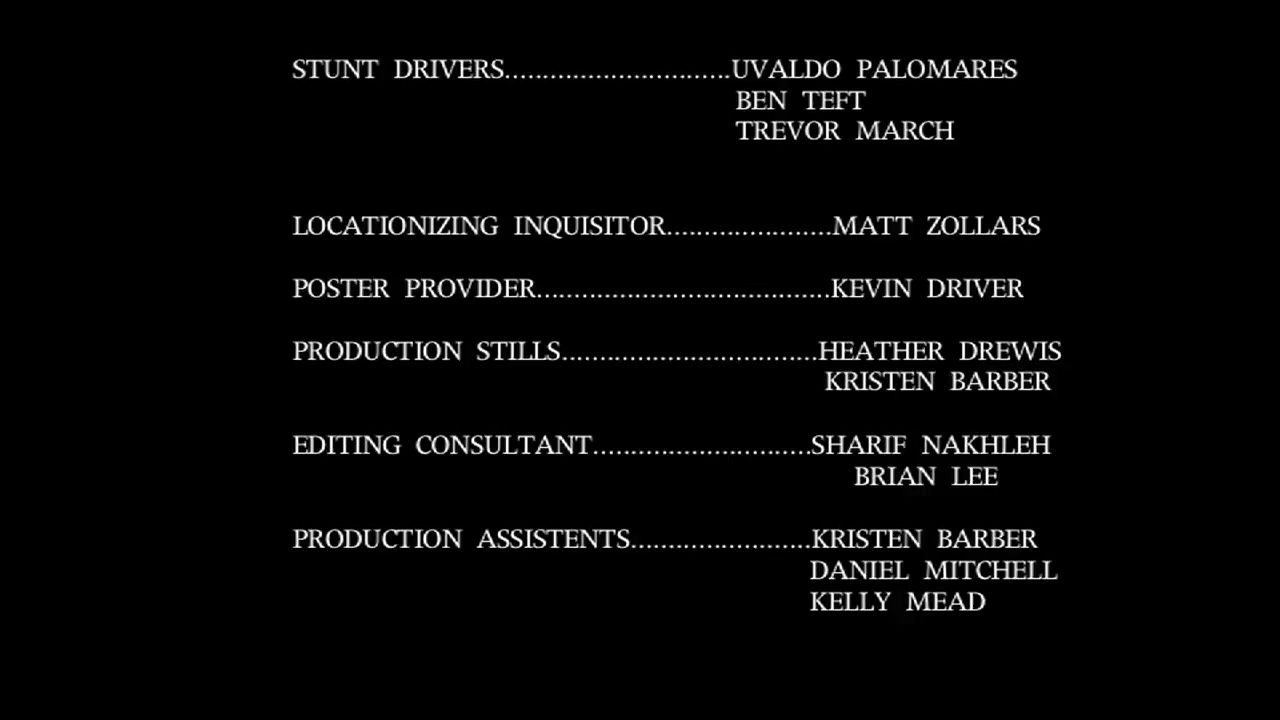 STUNT DRIVERS..............................UVALDO PALOMARES
BEN TEFT
TREVOR MARCH
LOCATIONIZING INQUISITOR......................MATT ZOLLARS
POSTER PROVIDER.......................................KEVIN DRIVER
PRODUCTION STILLS..................................HEATHER DREWIS
KRISTEN BARBER
EDITING CONSULTANT.............................SHARIF NAKHLEH
BRIAN LEE
PRODUCTION ASSISTENTS........................KRISTEN BARBER
DANIEL MITCHELL
KELLY MEAD